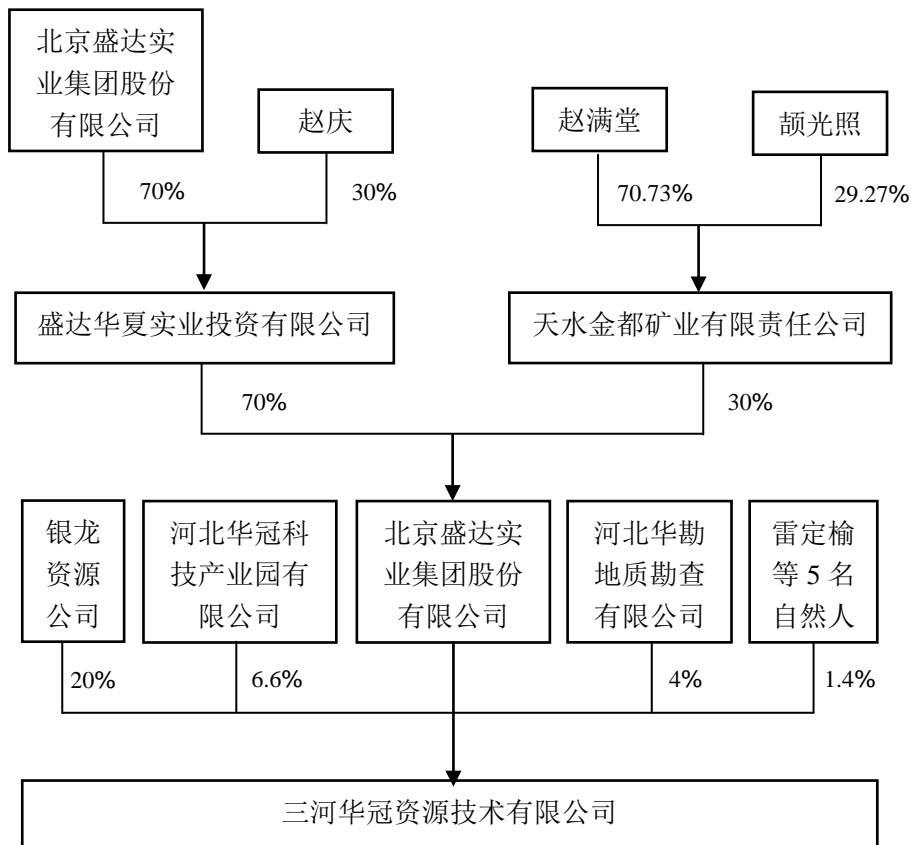 北京盛达实
业集团股份
有限公司
赵庆
赵满堂
颉光照
70%
30%
70.73%
29.27%
盛达华夏实业投资有限公司
天水金都矿业有限责任公司
70%
30%
银龙
资源
公司
河北华冠科
技产业园有
限公司
北京盛达实
业集团股份
有限公司
河北华勘
地质勘查
有限公司
雷定榆
等 5 名
自然人
20%
6.6%
4%
1.4%
三河华冠资源技术有限公司